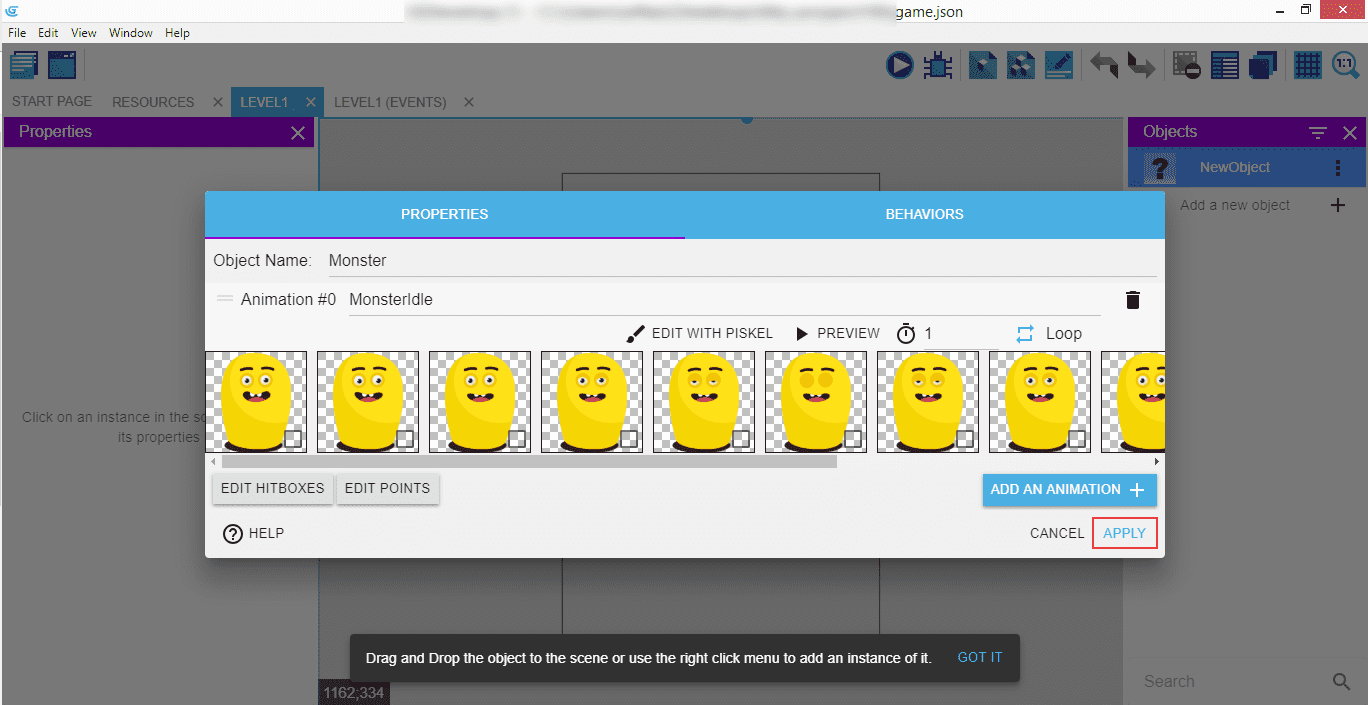 game.json
File Edit View Window Help
1:1
START PAGE RESOURCES LEVEL1 LEVEL1 (EVENTS)
Properties
Objects
NewObject
Add a new object
PROPERTIES BEHAVIORS
Object Name: Monster
Animation #0 MonsterIdle
EDIT WITH PISKEL PREVIEW 1 Loop
Click on an instance in the sc
its properties
EDIT HITBOXES EDIT POINTS ADD AN ANIMATION
? HELP CANCEL APPLY
Drag and Drop the object to the scene or use the right click menu to add an instance of it. GOT IT
1162;334
Search